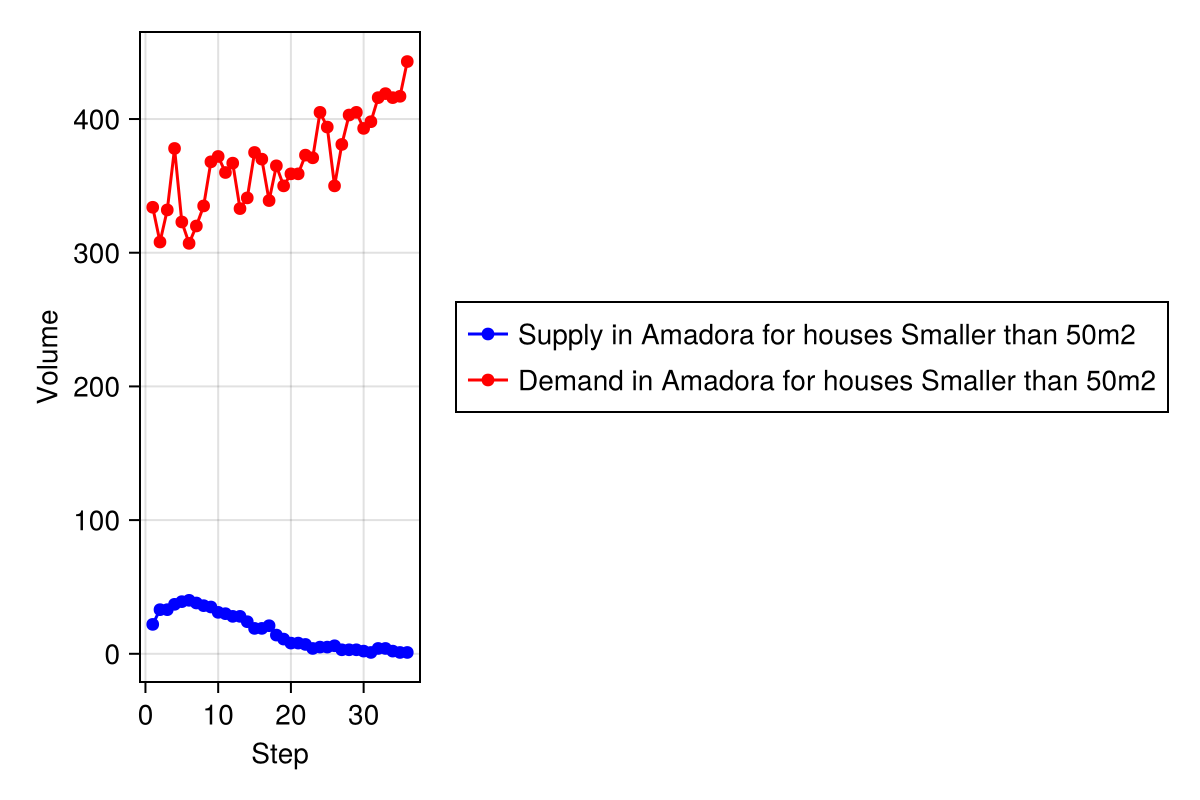 Volume
400
300
200
100
0
0 10 20 30
Step
Supply in Amadora for houses Smaller than 50m2
Demand in Amadora for houses Smaller than 50m2